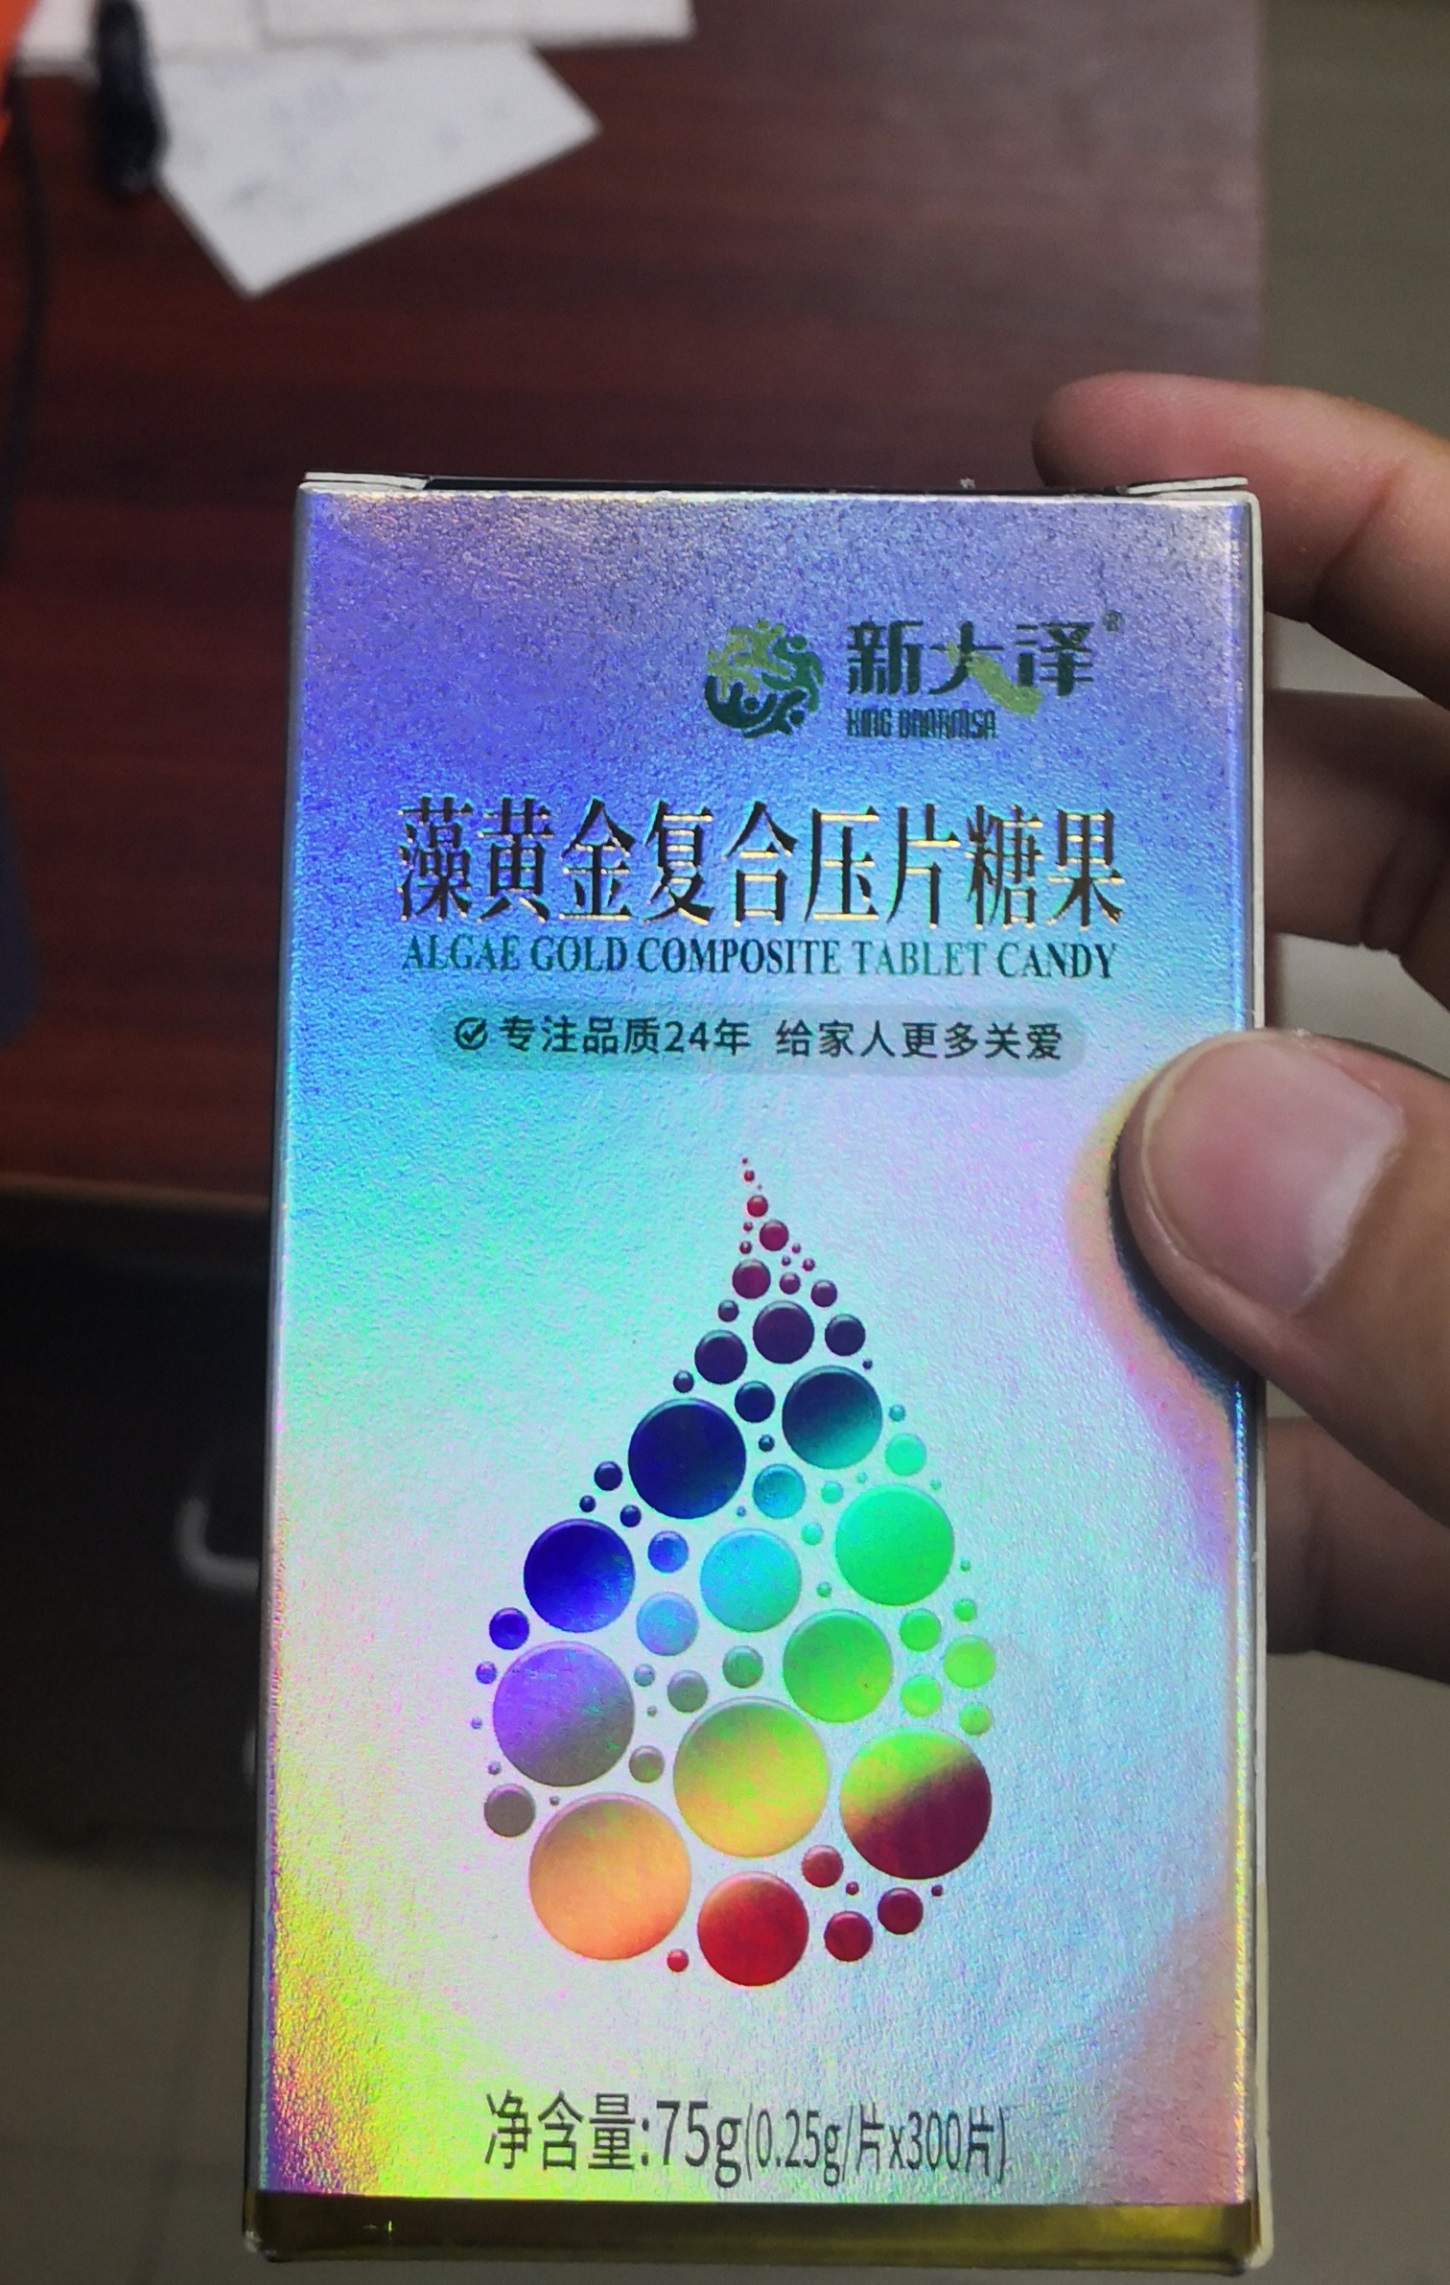 新大泽®
KING DNARMSA
藻黄金复合压片糖果
ALGAE GOLD COMPOSITE TABLET CANDY
专注品质24年 给家人更多关爱
净含量:75g(0.25g/片x300片)